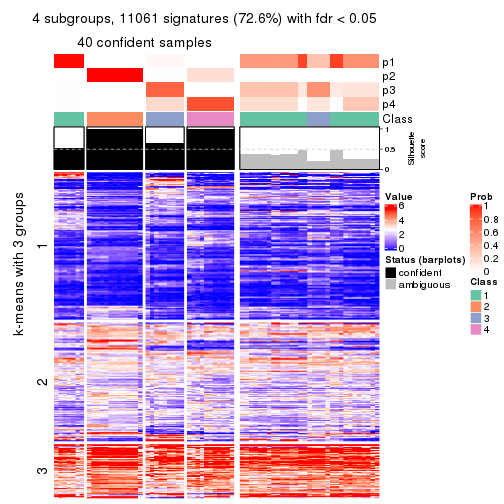 4 subgroups, 11061 signatures (72.6%) with fdr < 0.05
40 confident samples
p1
p2
p3
p4
Class
1
0.5
0
Silhouette
score
k-means with 3 groups
1
2
3
Value
6
4
2
0
Status (barplots)
confident
ambiguous
Prob
1
0.8
0.6
0.4
0.2
0
Class
1
2
3
4